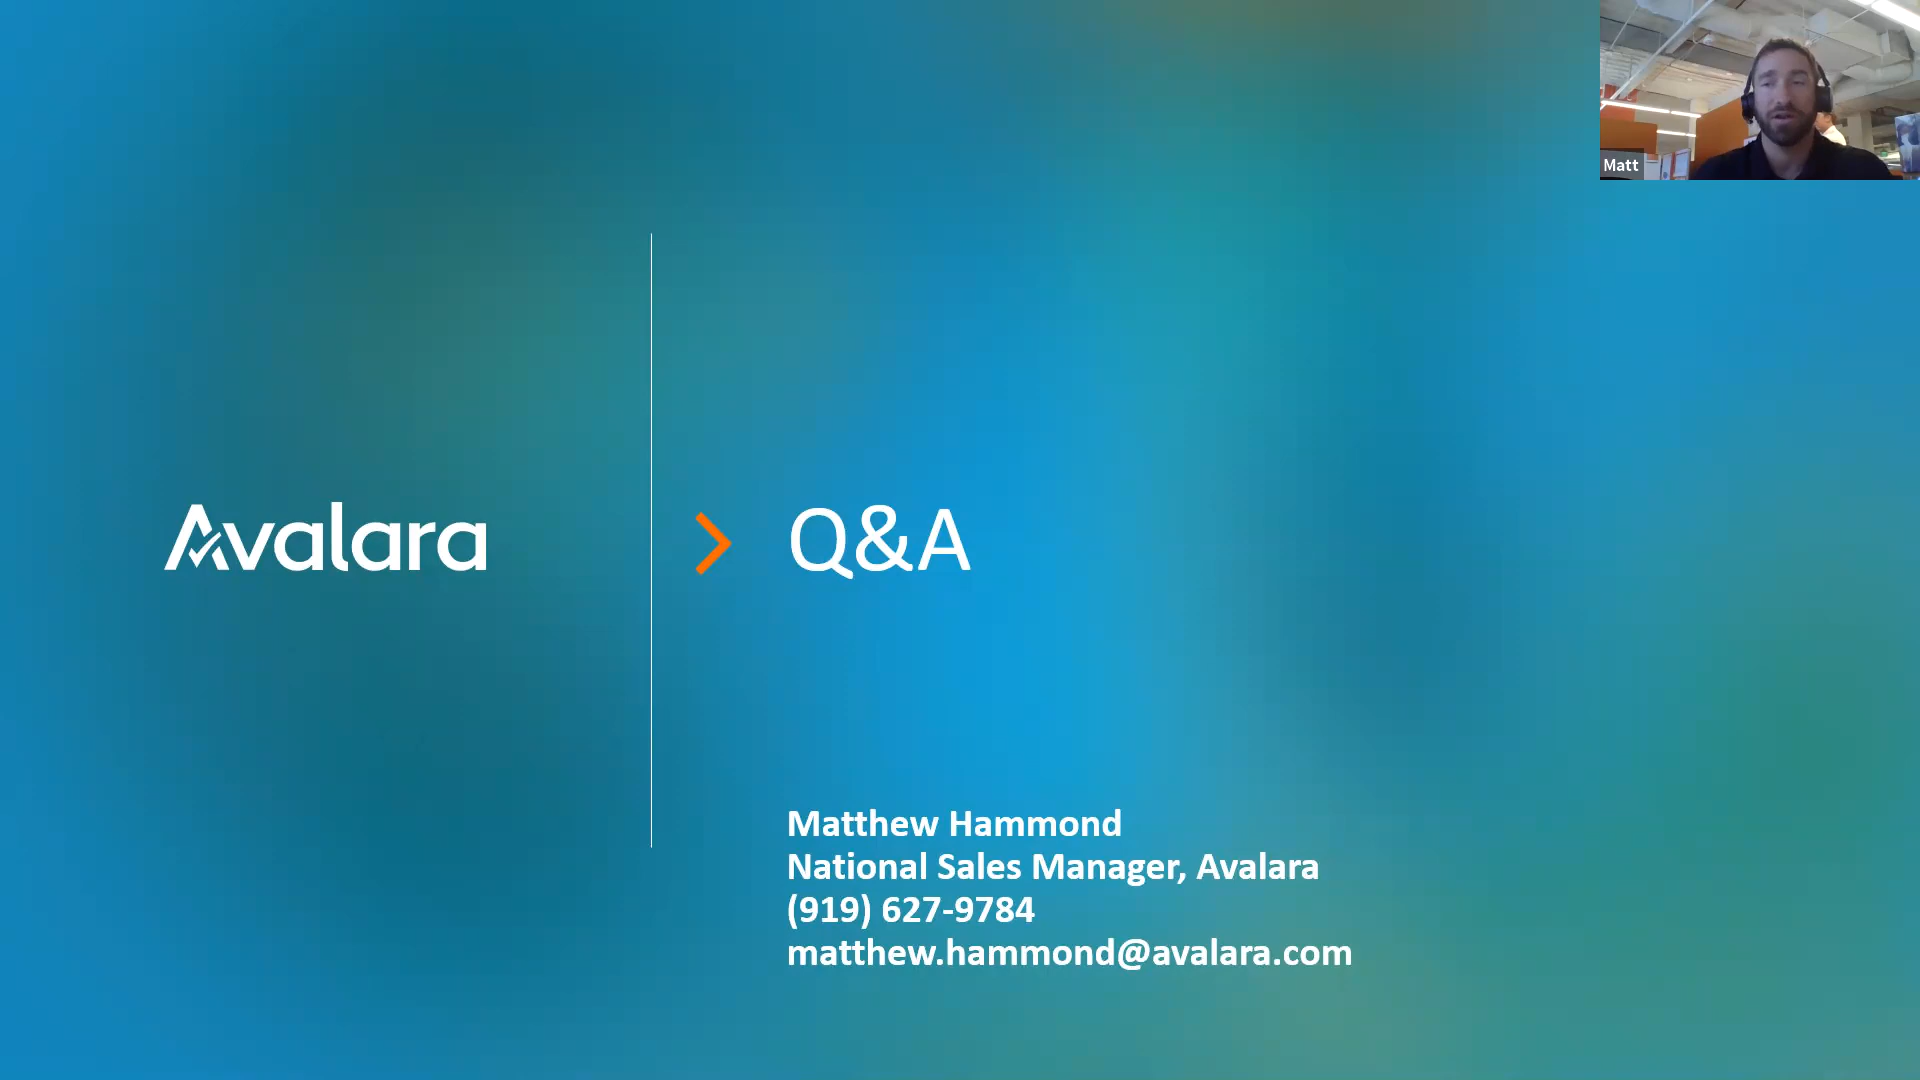 Matt
Avalara
Q&A
Matthew Hammond
National Sales Manager, Avalara
(919) 627-9784
matthew.hammond@avalara.com